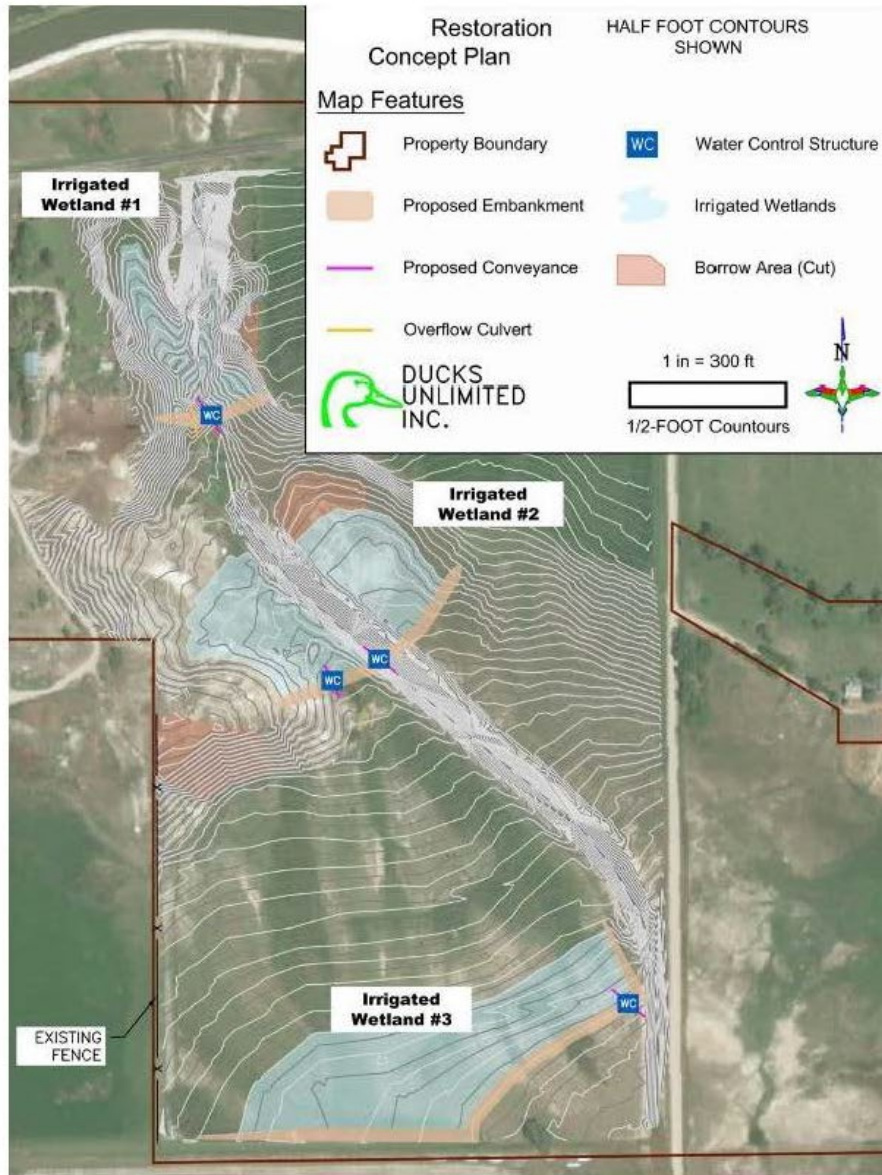 Restoration
Concept Plan
HALF FOOT CONTOURS
SHOWN
Map Features
Property Boundary
WC
Water Control Structure
Proposed Embankment
Irrigated Wetlands
Proposed Conveyance
Borrow Area (Cut)
Overflow Culvert
DUCKS
UNLIMITED
INC.
1 in = 300 ft
1/2-FOOT Countours
N
Irrigated
Wetland #1
WC
Irrigated
Wetland #2
WC
WC
Irrigated
Wetland #3
WC
EXISTING
FENCE